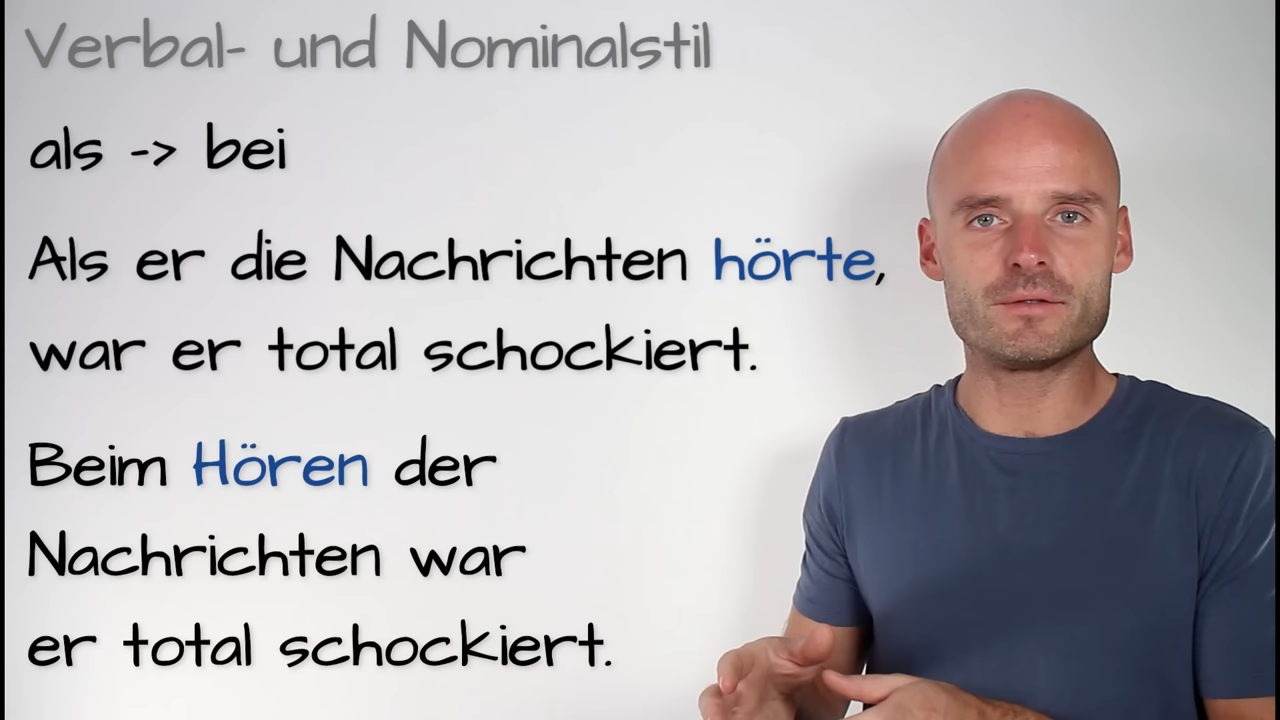 Verbal- und Nominalstil
als -> bei
Als er die Nachrichten hörte,
war er total schockiert.
Beim Hören der
Nachrichten war
er total schockiert.